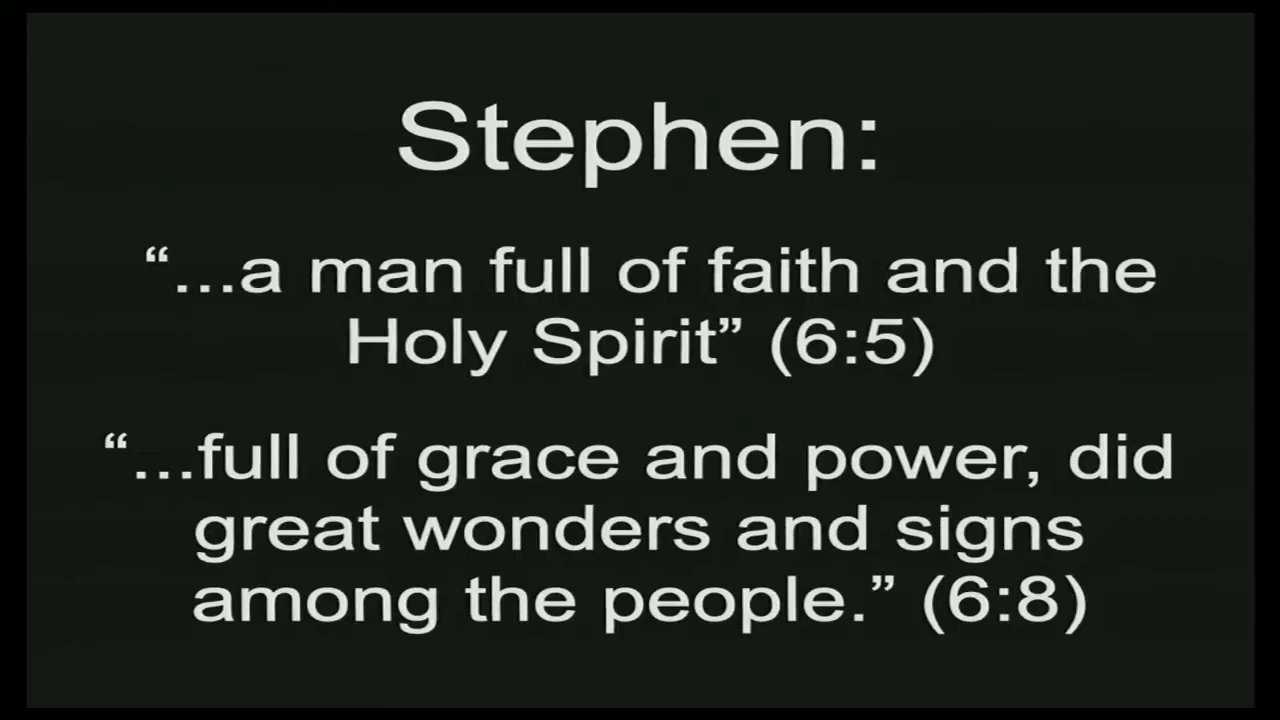 Stephen:
“...a man full of faith and the
Holy Spirit” (6:5)
“...full of grace and power, did
great wonders and signs
among the people.” (6:8)